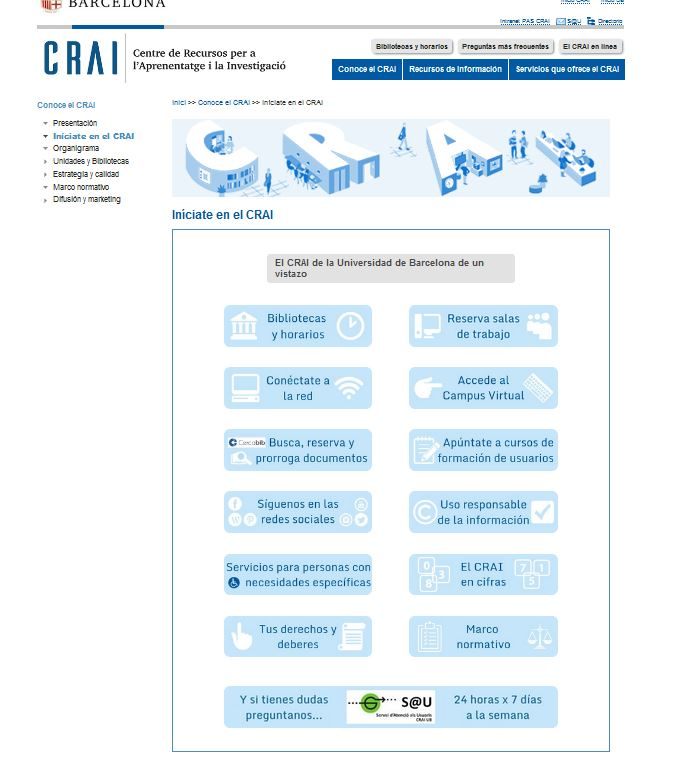 BARCELONA
Intranet PAS CRAI S@U Directorio
Bibliotecas y horarios Preguntas más frecuentes El CRAI en línea
CRAI
Centre de Recursos per a
l'Aprenentatge i la Investigació
Conoce el CRAI Recursos de información Servicios que ofrece el CRAI
Conoce el CRAI
Presentación
Iníciate en el CRAI
Organigrama
Unidades y Bibliotecas
Estrategia y calidad
Marco normativo
Difusión y marketing
Inici >> Conoce el CRAI >> Iníciate en el CRAI
CRAI
Iníciate en el CRAI
El CRAI de la Universidad de Barcelona de un
vistazo
Bibliotecas
y horarios
Reserva salas
de trabajo
Conéctate a
la red
Accede al
Campus Virtual
Cercabib Busca, reserva y
prorroga documentos
Apúntate a cursos de
formación de usuarios
Síguenos en las
redes sociales
Uso responsable
de la información
Servicios para personas con
necesidades específicas
El CRAI
en cifras
0 3 8
7 1 5
Tus derechos y
deberes
Marco
normativo
Y si tienes dudas
preguntanos...
S@U
Servei d'Atenció als Usuaris
CRAI UB
24 horas x 7 días
a la semana